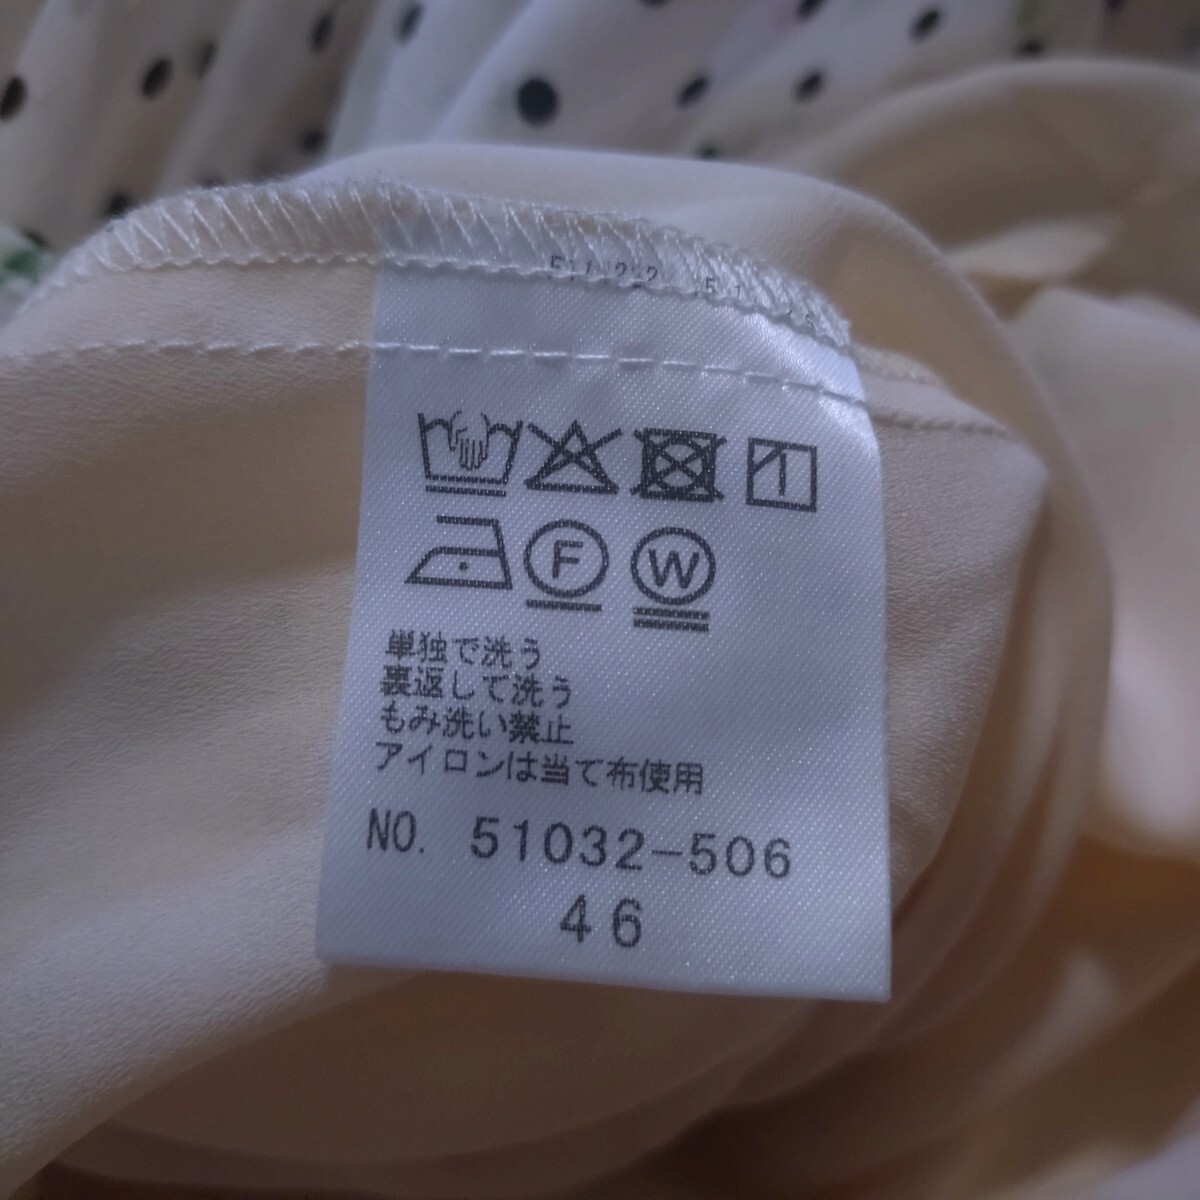 F
W
単独で洗う
裏返して洗う
もみ洗い禁止
アイロンは当て布使用
NO. 51032-506
46